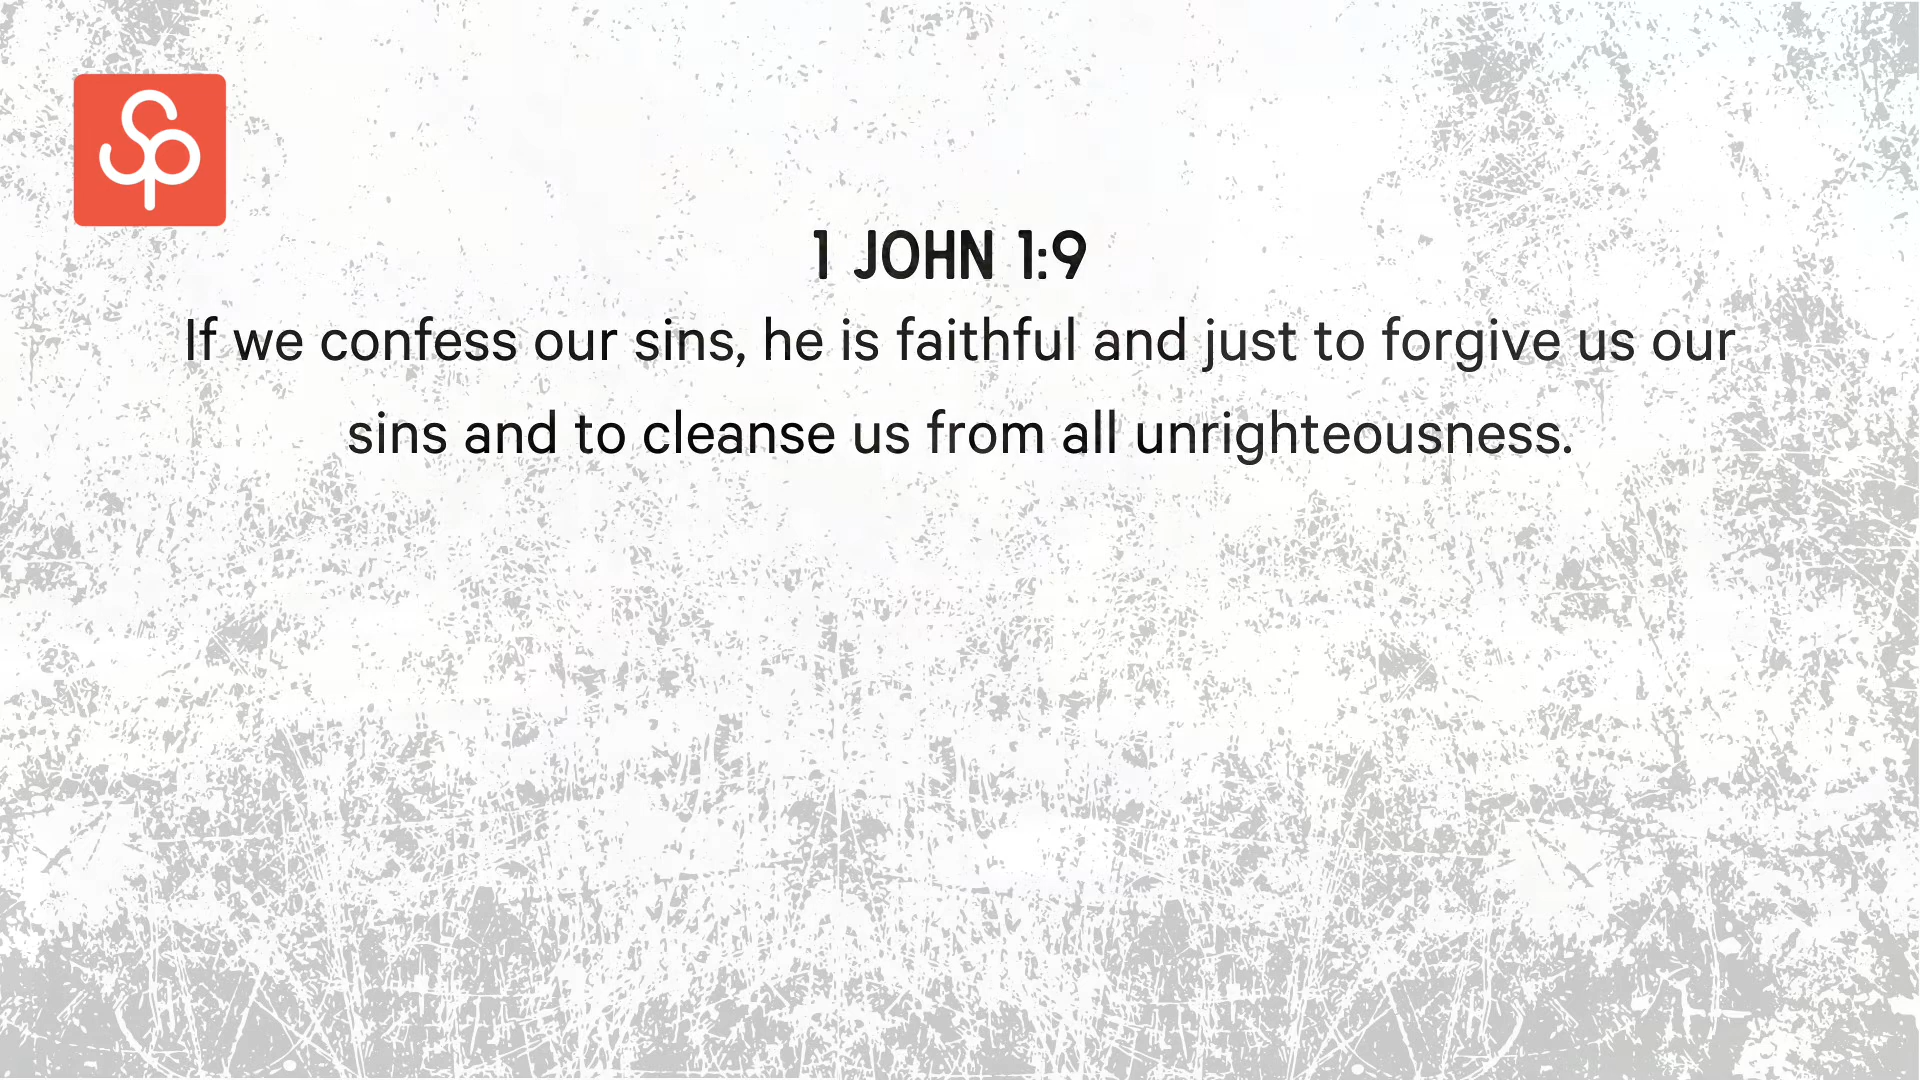 Sp
1 JOHN 1:9
If we confess our sins, he is faithful and just to forgive us our
sins and to cleanse us from all unrighteousness.